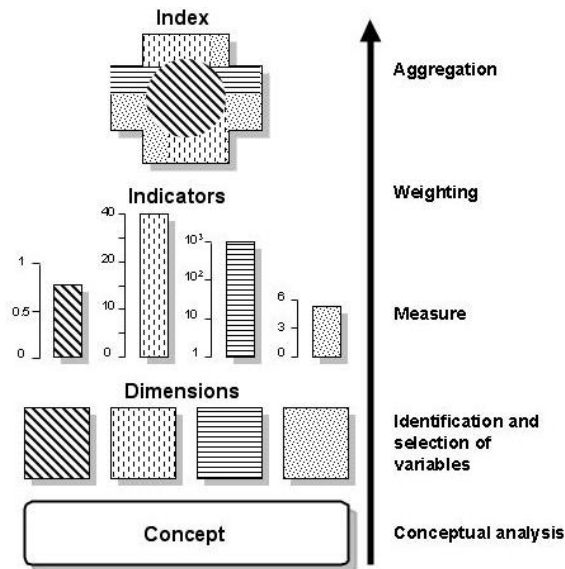 Index
Aggregation
Weighting
Indicators
1
0.5
0
40
30
20
10
0
10³
10²
10
1
6
3
0
Measure
Dimensions
Identification and
selection of
variables
Concept
Conceptual analysis